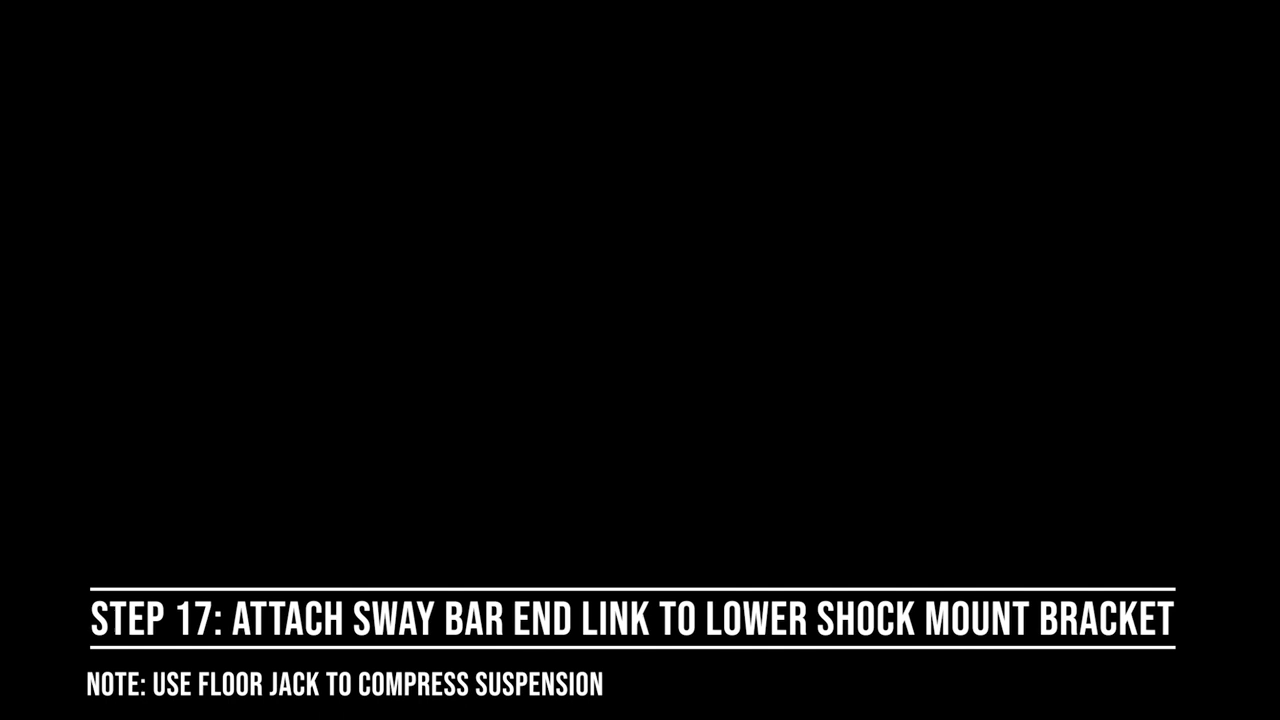 STEP 17: ATTACH SWAY BAR END LINK TO LOWER SHOCK MOUNT BRACKET
NOTE: USE FLOOR JACK TO COMPRESS SUSPENSION